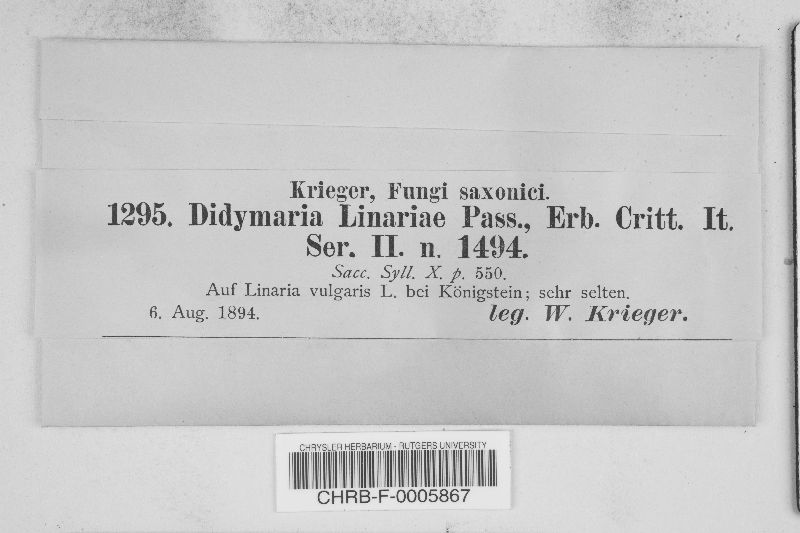 Krieger, Fungi saxonici.
1295. Didymaria Linariae Pass., Erb. Critt. It.
Ser. II. n. 1494.
Sacc. Syll. X. p. 550.
Auf Linaria vulgaris L. bei Königstein; sehr selten.
6. Aug. 1894. leg. W. Krieger.
CHRYSLER HERBARIUM - RUTGERS UNIVERSITY
CHRB-F-0005867